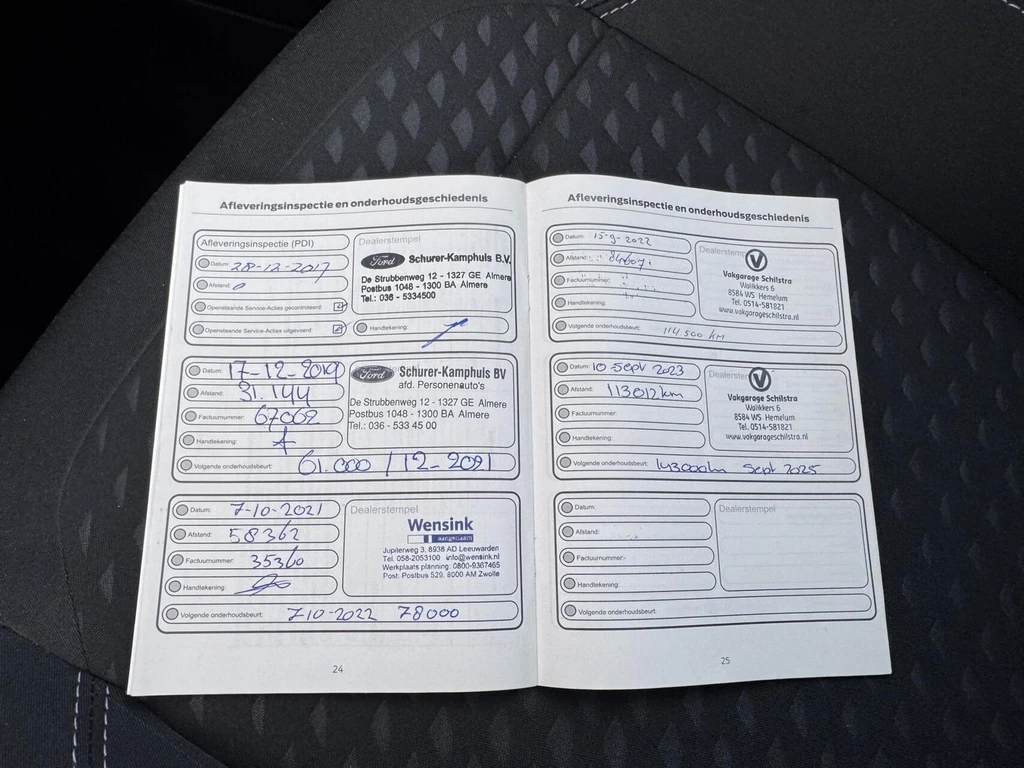 Afleveringsinspectie en onderhoudsgeschiedenis
Afleveringsinspectie (PDI)
Datum: 28-12-2017
Afstand: 0
Openstaande Service-Acties gecontroleerd:
Openstaande Service-Acties uitgevoerd:
Dealerstempel
Ford Schurer-Kamphuis B.V.
De Strubbenweg 12 - 1327 GE Almere
Postbus 1048 - 1300 BA Almere
Tel.: 036 - 5334500
Handtekening:
Datum: 17-12-2019
Afstand: 31.144
Factuurnummer: 67062
Handtekening:
Ford Schurer-Kamphuis BV
afd. Personenauto's
De Strubbenweg 12 - 1327 GE Almere
Postbus 1048 - 1300 BA Almere
Tel.: 036 - 533 45 00
Volgende onderhoudsbeurt: 61.000 / 12-2021
Datum: 7-10-2021
Afstand: 58362
Factuurnummer: 35360
Handtekening:
Dealerstempel
Wensink
aangenaam
Jupiterweg 3, 8938 AD Leeuwarden
Tel. 058-2053100 info@wensink.nl
Werkplaats planning: 0800-9367465
Post: Postbus 529, 8000 AM Zwolle
Volgende onderhoudsbeurt: 7-10-2022 78000
24
Afleveringsinspectie en onderhoudsgeschiedenis
Datum: 15-9-2022
Afstand: 84607
Factuurnummer:
Handtekening:
Dealerstempel
Vakgarage Schilstra
Walikkers 6
8584 WS Hemelum
Tel. 0514-581821
www.vakgarageschilstra.nl
Volgende onderhoudsbeurt: 114.500 KM
Datum: 10 Sept 2023
Afstand: 113012km
Factuurnummer:
Handtekening:
Vakgarage Schilstra
Walikkers 6
8584 WS Hemelum
Tel. 0514-581821
www.vakgarageschilstra.nl
Volgende onderhoudsbeurt: 143000km Sept 2025
Datum:
Afstand:
Factuurnummer:
Handtekening:
Dealerstempel
Volgende onderhoudsbeurt:
25